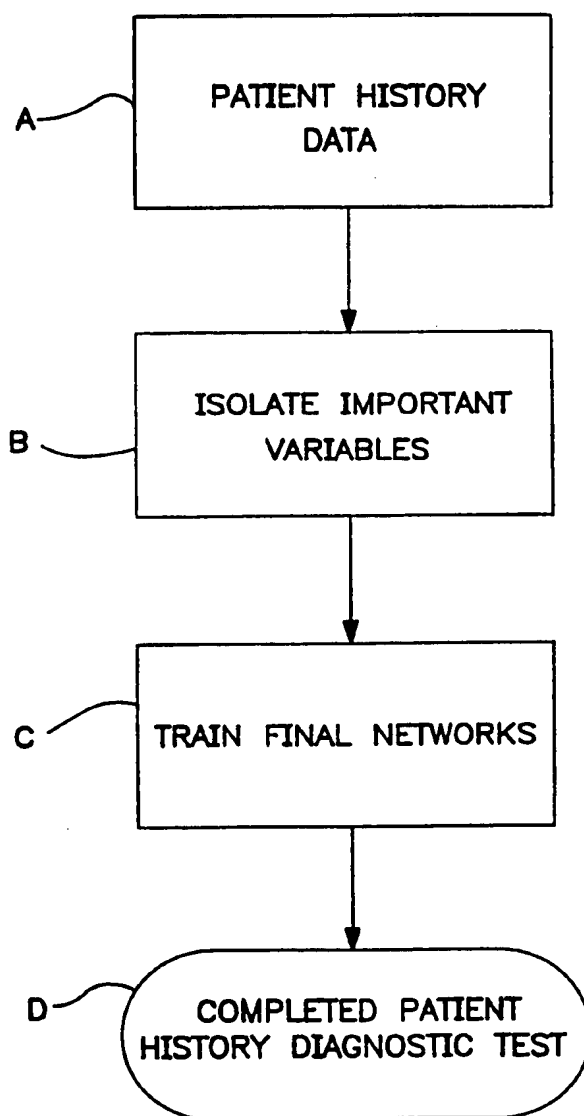 A
PATIENT HISTORY
DATA
B
ISOLATE IMPORTANT
VARIABLES
C
TRAIN FINAL NETWORKS
D
COMPLETED PATIENT
HISTORY DIAGNOSTIC TEST